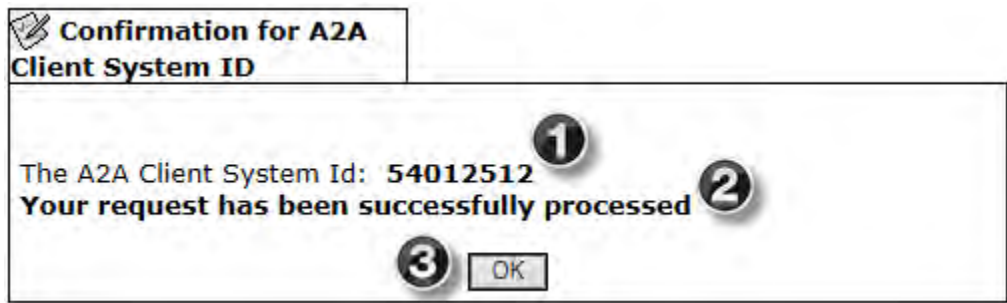 Confirmation for A2A
Client System ID
1
The A2A Client System Id: 54012512
2
Your request has been successfully processed
3
OK